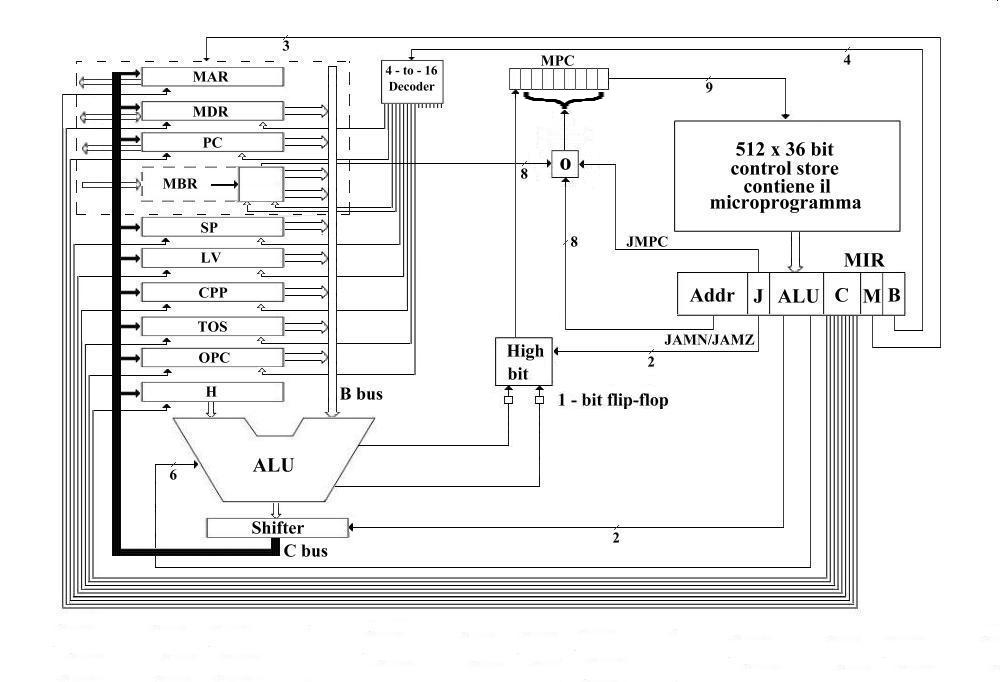 3
4
MAR
MDR
PC
MBR
SP
LV
CPP
TOS
OPC
H
4 - to - 16
Decoder
MPC
9
512 x 36 bit
control store
contiene il
microprogramma
O
8
8
JMPC
MIR
Addr J ALU C M B
JAMN/JAMZ
2
High
bit
1 - bit flip-flop
B bus
ALU
6
Shifter
2
C bus